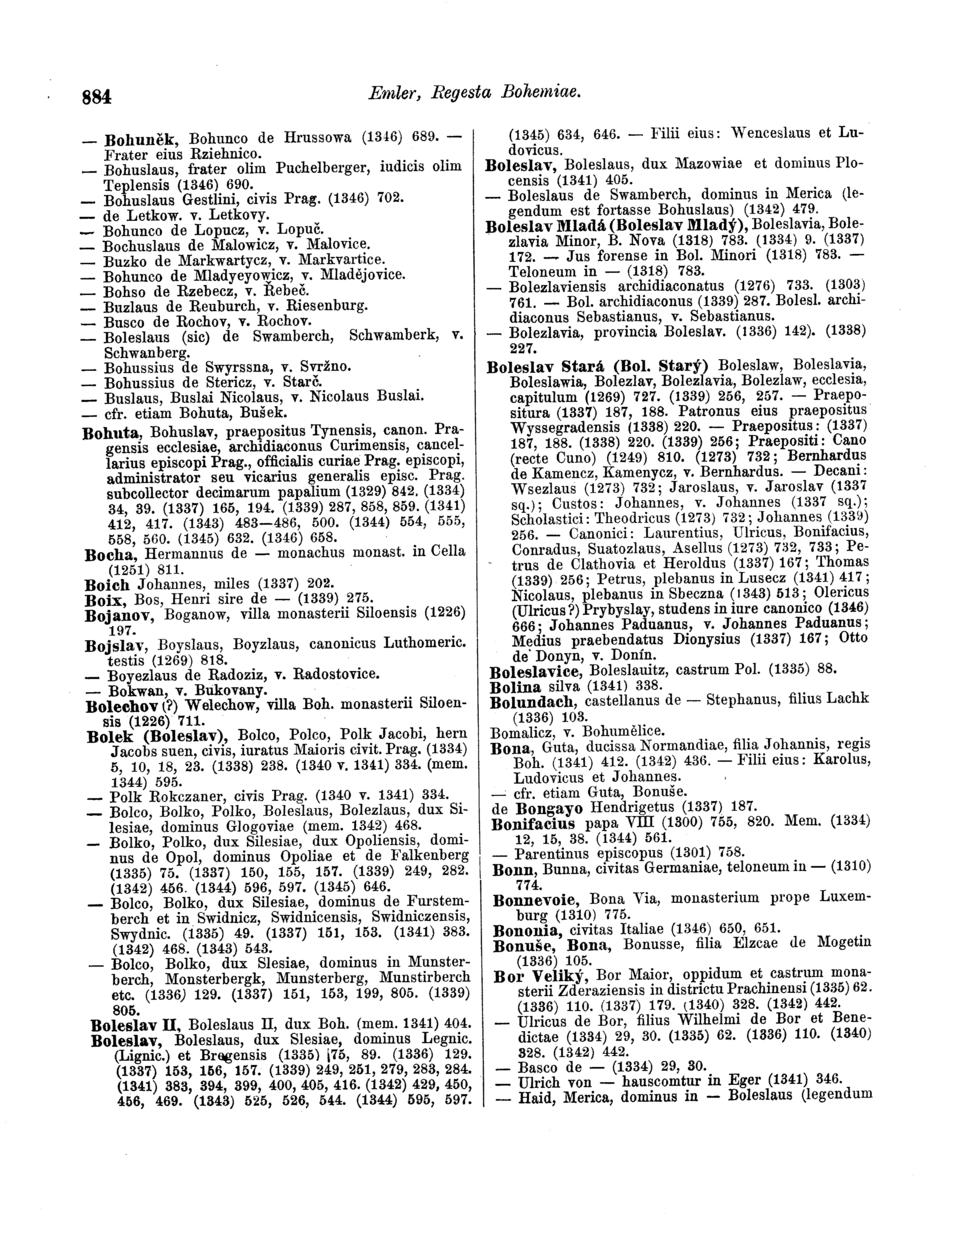 884
Emler, Regesta Bohemiae.
— Bohuněk, Bohunco de Hrussowa (1346) 689. —
Frater eius Rziehnico.
— Bohuslaus, frater olim Puchelberger, iudicis olim
Teplensis (1346) 690.
— Bohuslaus Gestlini, civis Prag. (1346) 702.
— de Letkow. v. Letkovy.
— Bohunco de Lopucz, v. Lopuč.
— Bochuslaus de Malowicz, v. Malovice.
— Buzko de Markwartycz, v. Markvartice.
— Bohunco de Mladyeyowicz, v. Mladějovice.
— Bohso de Rzebecz, v. Řebeč.
— Buzlaus de Reuburch, v. Riesenburg.
— Busco de Rochov, v. Rochov.
— Boleslaus (sic) de Swamberch, Schwamberk, v.
Schwanberg.
— Bohussius de Swyrssna, v. Svržno.
— Bohussius de Stericz, v. Starč.
— Buslaus, Buslai Nicolaus, v. Nicolaus Buslai.
— cfr. etiam Bohuta, Bušek.
Bohuta, Bohuslav, praepositus Tynensis, canon. Pra-
gensis ecclesiae, archidiaconus Curimensis, cancel-
larius episcopi Prag., officialis curiae Prag. episcopi,
administrator seu vicarius generalis episc. Prag.
subcollector decimarum papalium (1329) 842. (1334)
34, 39. (1337) 165, 194. (1339) 287, 858, 859. (1341)
412, 417. (1343) 483—486, 500. (1344) 554, 555,
558, 560. (1345) 632. (1346) 658.
Bocha, Hermannus de — monachus monast. in Cella
(1251) 811.
Boich Johannes, miles (1337) 202.
Boix, Bos, Henri sire de — (1339) 275.
Bojanov, Boganow, villa monasterii Siloensis (1226)
197.
Bojslav, Boyslaus, Boyzlaus, canonicus Luthomeric.
testis (1269) 818.
— Boyezlaus de Radoziz, v. Radostovice.
— Bokwan, v. Bukovany.
Bolechov (?) Welechow, villa Boh. monasterii Siloen-
sis (1226) 711.
Bolek (Boleslav), Bolco, Polco, Polk Jacobi, hern
Jacobs suen, civis, iuratus Maioris civit. Prag. (1334)
5, 10, 18, 23. (1338) 238. (1340 v. 1341) 334. (mem.
1344) 595.
— Polk Rokczaner, civis Prag. (1340 v. 1341) 334.
— Bolco, Bolko, Polko, Boleslaus, Bolezlaus, dux Si-
lesiae, dominus Glogoviae (mem. 1342) 468.
— Bolko, Polko, dux Silesiae, dux Opoliensis, domi-
nus de Opol, dominus Opoliae et de Falkenberg
(1335) 75. (1337) 150, 155, 157. (1339) 249, 282.
(1342) 456. (1344) 596, 597. (1345) 646.
— Bolco, Bolko, dux Silesiae, dominus de Furstem-
berch et in Swidnicz, Swidnicensis, Swidniczensis,
Swydnic. (1335) 49. (1337) 151, 153. (1341) 383.
(1342) 468. (1343) 543.
— Bolco, Bolko, dux Slesiae, dominus in Munster-
berch, Monsterbergk, Munsterberg, Munstirberch
etc. (1336) 129. (1337) 151, 153, 199, 805. (1339)
805.
Boleslav II, Boleslaus II, dux Boh. (mem. 1341) 404.
Boleslav, Boleslaus, dux Slesiae, dominus Legnic.
(Lignic.) et Bregensis (1335) 75, 89. (1336) 129.
(1337) 153, 156, 157. (1339) 249, 251, 279, 283, 284.
(1341) 383, 394, 399, 400, 405, 416. (1342) 429, 450,
456, 469. (1343) 525, 526, 544. (1344) 595, 597.
(1345) 634, 646. — Filii eius: Wenceslaus et Lu-
dovicus.
Boleslav, Boleslaus, dux Mazowiae et dominus Plo-
censis (1341) 405.
— Boleslaus de Swamberch, dominus in Merica (le-
gendum est fortasse Bohuslaus) (1342) 479.
Boleslav Mladá (Boleslav Mladý), Boleslavia, Bole-
zlavia Minor, B. Nova (1318) 783. (1334) 9. (1337)
172. — Jus forense in Bol. Minori (1318) 783. —
Teloneum in — (1318) 783.
— Bolezlaviensis archidiaconatus (1276) 733. (1303)
761. — Bol. archidiaconus (1339) 287. Bolesl. archi-
diaconus Sebastianus, v. Sebastianus.
— Bolezlavia, provincia Boleslav. (1336) 142). (1338)
227.
Boleslav Stará (Bol. Starý) Boleslaw, Boleslavia,
Boleslawia, Bolezlav, Bolezlavia, Bolezlaw, ecclesia,
capitulum (1269) 727. (1339) 256, 257. — Praepo-
situra (1337) 187, 188. Patronus eius praepositus
Wyssegradensis (1338) 220. — Praepositus: (1337)
187, 188. (1338) 220. (1339) 256; Praepositi: Cano
(recte Cuno) (1249) 810. (1273) 732; Bernhardus
de Kamencz, Kamenycz, v. Bernhardus. — Decani:
Wsezlaus (1273) 732; Jaroslaus, v. Jaroslav (1337
sq.); Custos: Johannes, v. Johannes (1337 sq.);
Scholastici: Theodricus (1273) 732; Johannes (1339)
256. — Canonici: Laurentius, Ulricus, Bonifacius,
Conradus, Suatozlaus, Asellus (1273) 732, 733; Pe-
trus de Clathovia et Heroldus (1337) 167; Thomas
(1339) 256; Petrus, plebanus in Lusecz (1341) 417;
Nicolaus, plebanus in Sbeczna (1343) 513; Olericus
(Ulricus?) Prybyslay, studens in iure canonico (1346)
666; Johannes Paduanus, v. Johannes Paduanus;
Medius praebendatus Dionysius (1337) 167; Otto
de Donyn, v. Donín.
Boleslavice, Boleslauitz, castrum Pol. (1335) 88.
Bolina silva (1341) 338.
Bolundach, castellanus de — Stephanus, filius Lachk
(1336) 103.
Bomalicz, v. Bohumělice.
Bona, Guta, ducissa Normandiae, filia Johannis, regis
Boh. (1341) 412. (1342) 436. — Filii eius: Karolus,
Ludovicus et Johannes.
— cfr. etiam Guta, Bonuše.
de Bongayo Hendrigetus (1337) 187.
Bonifacius papa VIII (1300) 755, 820. Mem. (1334)
12, 15, 38. (1344) 561.
— Parentinus episcopus (1301) 758.
Bonn, Bunna, civitas Germaniae, teloneum in — (1310)
774.
Bonnevoie, Bona Via, monasterium prope Luxem-
burg (1310) 775.
Bononia, civitas Italiae (1346) 650, 651.
Bonuše, Bona, Bonusse, filia Elzcae de Mogetin
(1336) 105.
Bor Veliký, Bor Maior, oppidum et castrum mona-
sterii Zderaziensis in districtu Prachinensi (1335) 62.
(1336) 110. (1337) 179. (1340) 328. (1342) 442.
— Ulricus de Bor, filius Wilhelmi de Bor et Bene-
dictae (1334) 29, 30. (1335) 62. (1336) 110. (1340)
328. (1342) 442.
— Basco de — (1334) 29, 30.
— Ulrich von — hauscomtur in Eger (1341) 346.
— Haid, Merica, dominus in — Boleslaus (legendum